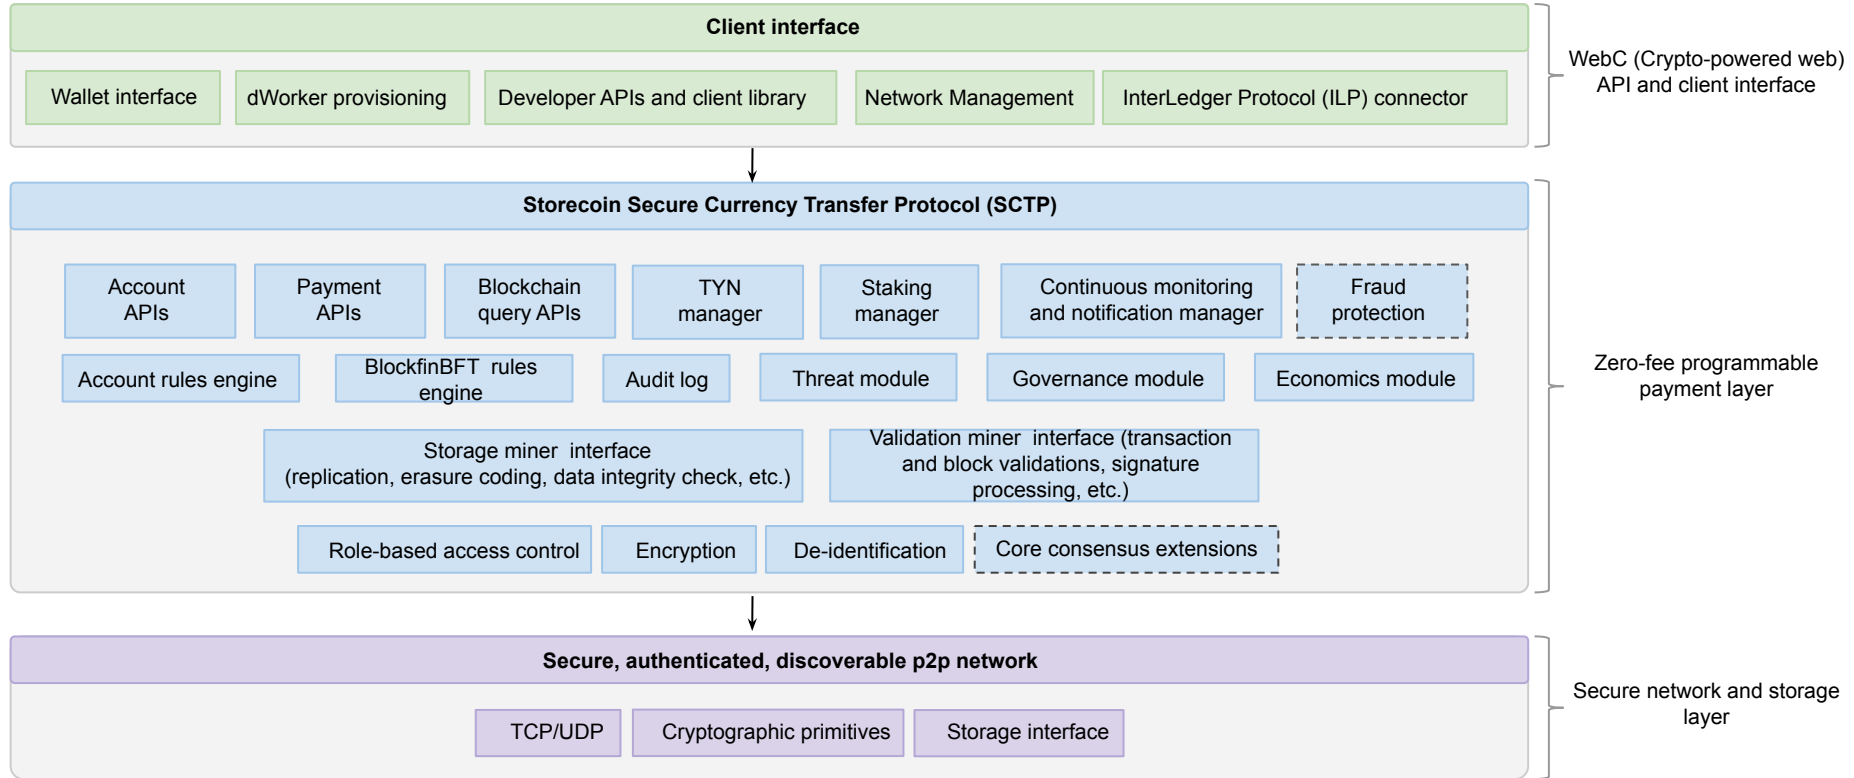 Client interface
Wallet interface
dWorker provisioning
Developer APIs and client library
Network Management
InterLedger Protocol (ILP) connector
WebC (Crypto-powered web)
API and client interface
Storecoin Secure Currency Transfer Protocol (SCTP)
Account
APIs
Payment
APIs
Blockchain
query APIs
TYN
manager
Staking
manager
Continuous monitoring
and notification manager
Fraud
protection
Account rules engine
BlockfinBFT rules
engine
Audit log
Threat module
Governance module
Economics module
Storage miner interface
(replication, erasure coding, data integrity check, etc.)
Validation miner interface (transaction
and block validations, signature
processing, etc.)
Role-based access control
Encryption
De-identification
Core consensus extensions
Zero-fee programmable
payment layer
Secure, authenticated, discoverable p2p network
TCP/UDP
Cryptographic primitives
Storage interface
Secure network and storage
layer